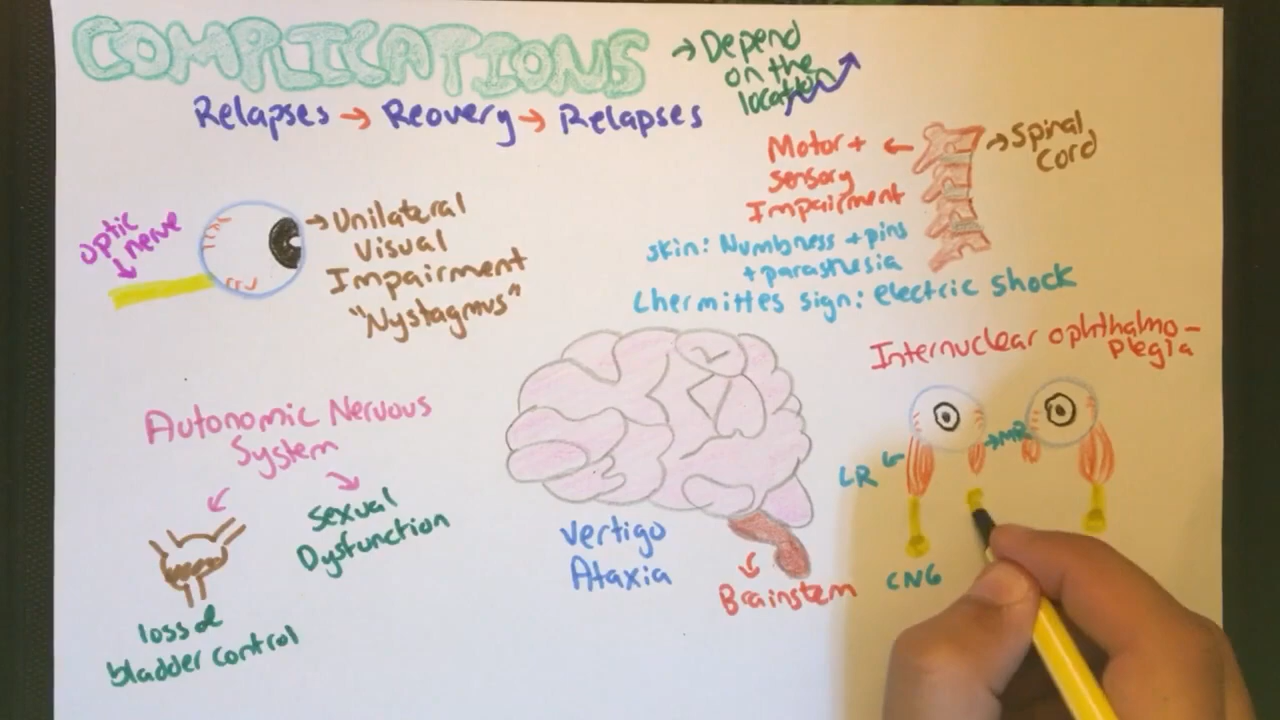 COMPLICATIONS
→ Depend
on the
location
Relapses → Reovery → Relapses
Motor +
sensory
Impairment
→ Spinal
Cord
skin: Numbness + pins
+ parasthesia
Lhermittes sign: electric shock
optic
nerve
→ Unilateral
Visual
Impairment
"Nystagmus"
Internuclear ophthalmo-
plegia
LR
→ MR
CN6
Autonomic Nervous
System
sexual
Dysfunction
loss of
bladder control
Vertigo
Ataxia
Brainstem